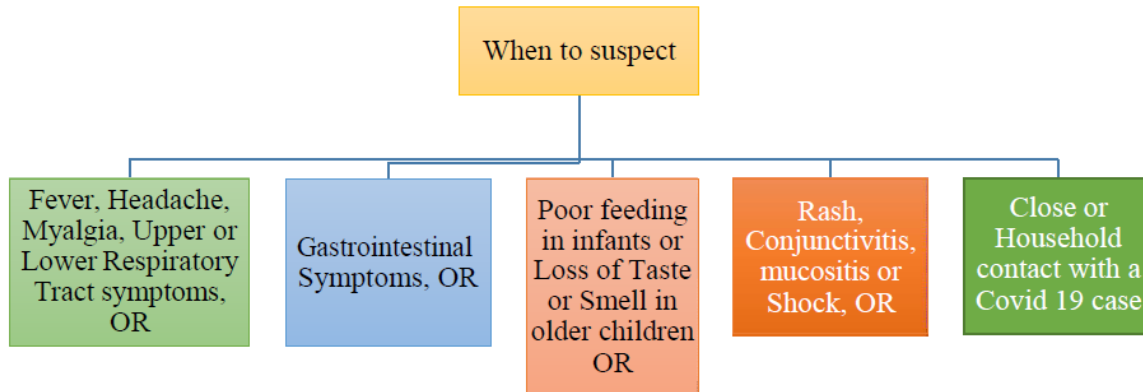 When to suspect
Fever, Headache,
Myalgia, Upper or
Lower Respiratory
Tract symptoms,
OR
Gastrointestinal
Symptoms, OR
Poor feeding
in infants or
Loss of Taste
or Smell in
older children
OR
Rash,
Conjunctivitis,
mucositis or
Shock, OR
Close or
Household
contact with a
Covid 19 case